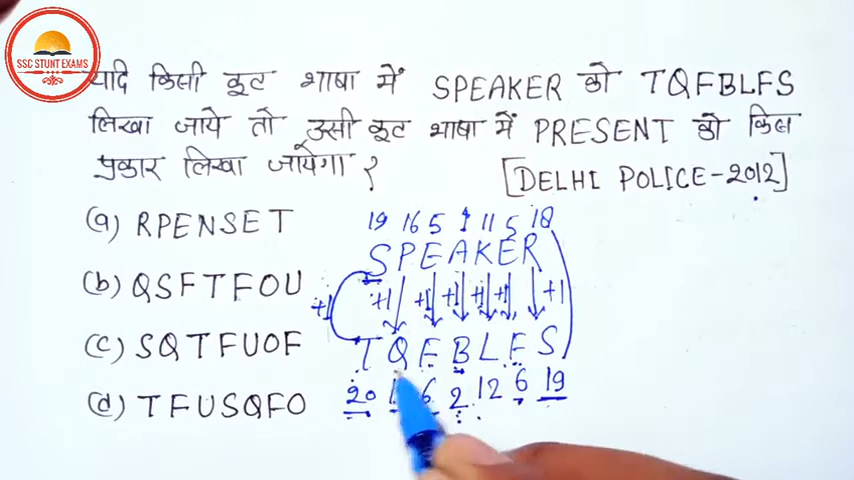 SSC STUNT EXAMS
यदि किसी कूट भाषा में SPEAKER को TQFBLFS
लिखा जाये तो उसी कूट भाषा में PRESENT को किस
प्रकार लिखा जायेगा ?
[DELHI POLICE-2012]
(a) RPENSET
(b) QSFTFOU
(c) SQTFUOF
(d) TFUSQFO
19 16 5 1 11 5 18
SPEAKER
+1 +1 +1 +1 +1 +1
TQFBLFS
20 6 2 12 6 19